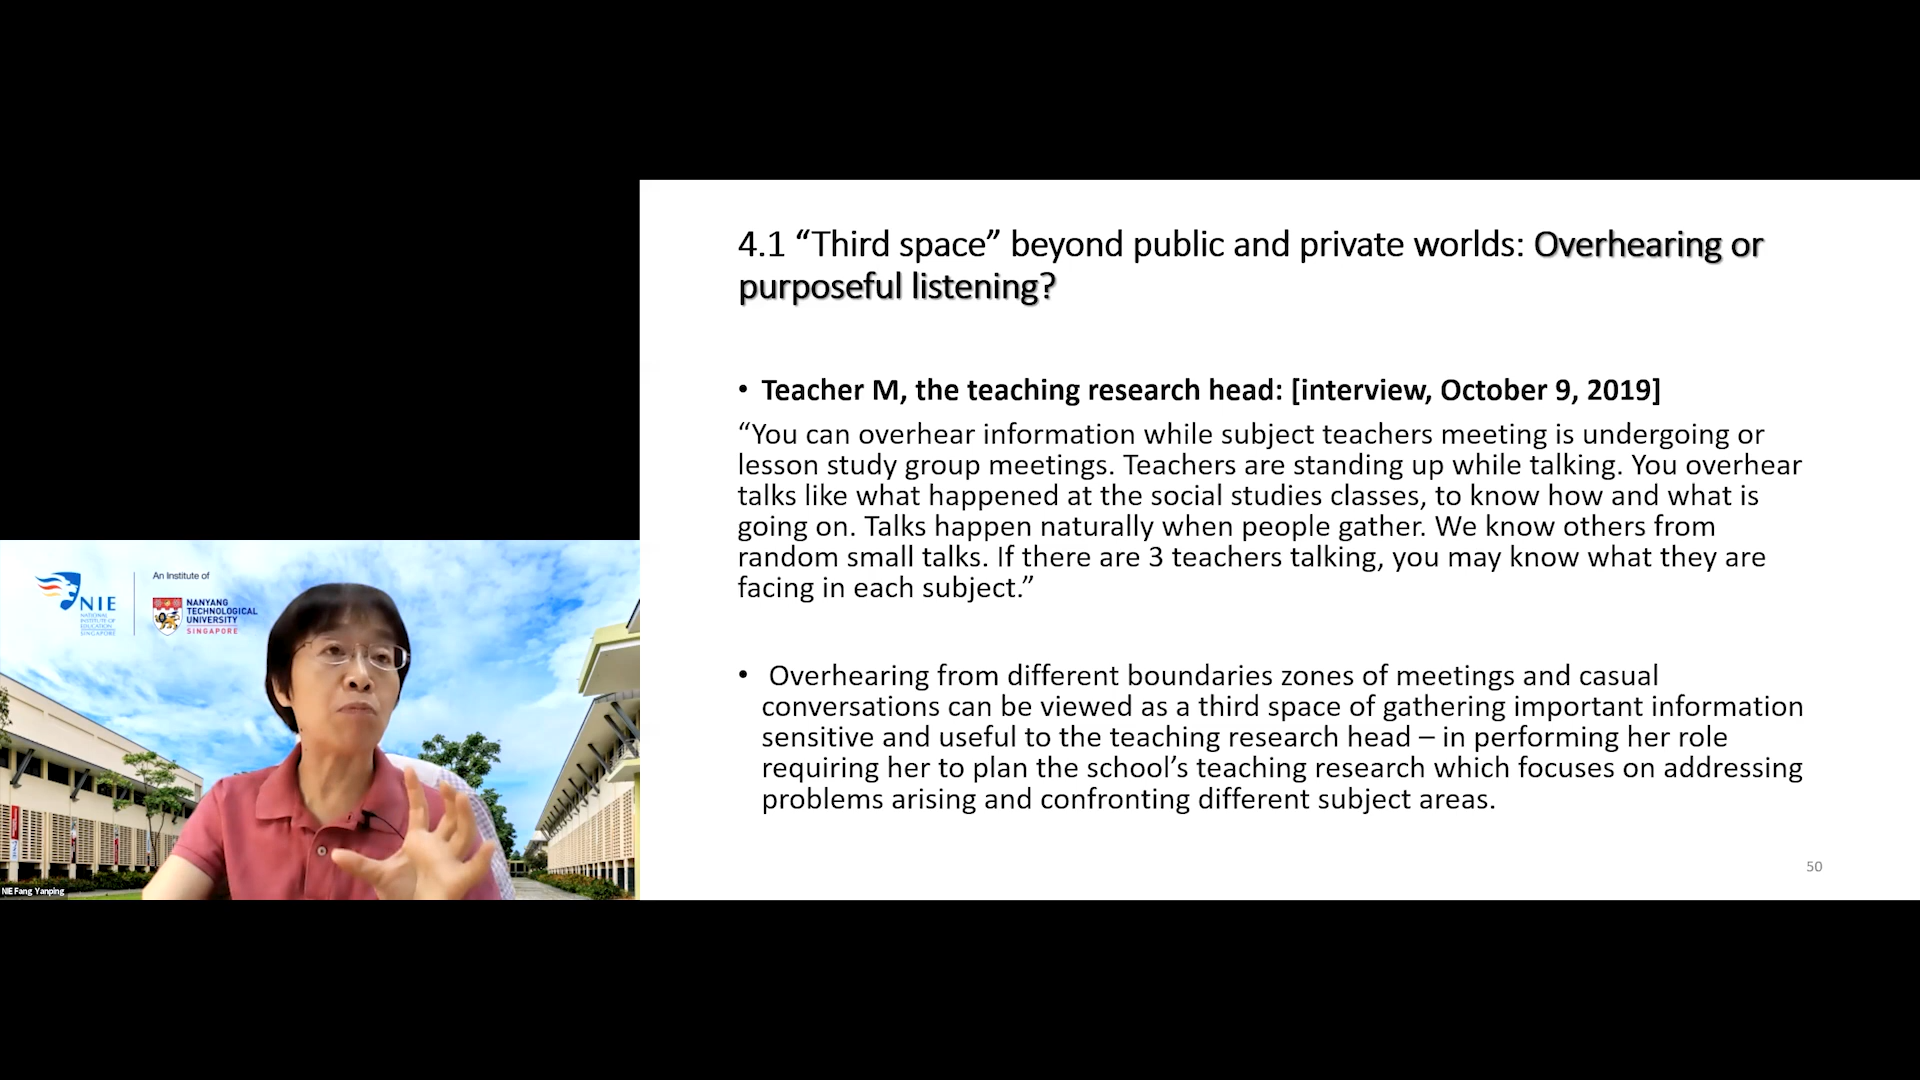 4.1 “Third space” beyond public and private worlds: Overhearing or
purposeful listening?
• Teacher M, the teaching research head: [interview, October 9, 2019]
“You can overhear information while subject teachers meeting is undergoing or
lesson study group meetings. Teachers are standing up while talking. You overhear
talks like what happened at the social studies classes, to know how and what is
going on. Talks happen naturally when people gather. We know others from
random small talks. If there are 3 teachers talking, you may know what they are
facing in each subject.”
• Overhearing from different boundaries zones of meetings and casual
conversations can be viewed as a third space of gathering important information
sensitive and useful to the teaching research head – in performing her role
requiring her to plan the school’s teaching research which focuses on addressing
problems arising and confronting different subject areas.
50
NIE
NATIONAL
INSTITUTE OF
EDUCATION
SINGAPORE
An Institute of
NANYANG
TECHNOLOGICAL
UNIVERSITY
SINGAPORE
NIE Fang Yanping